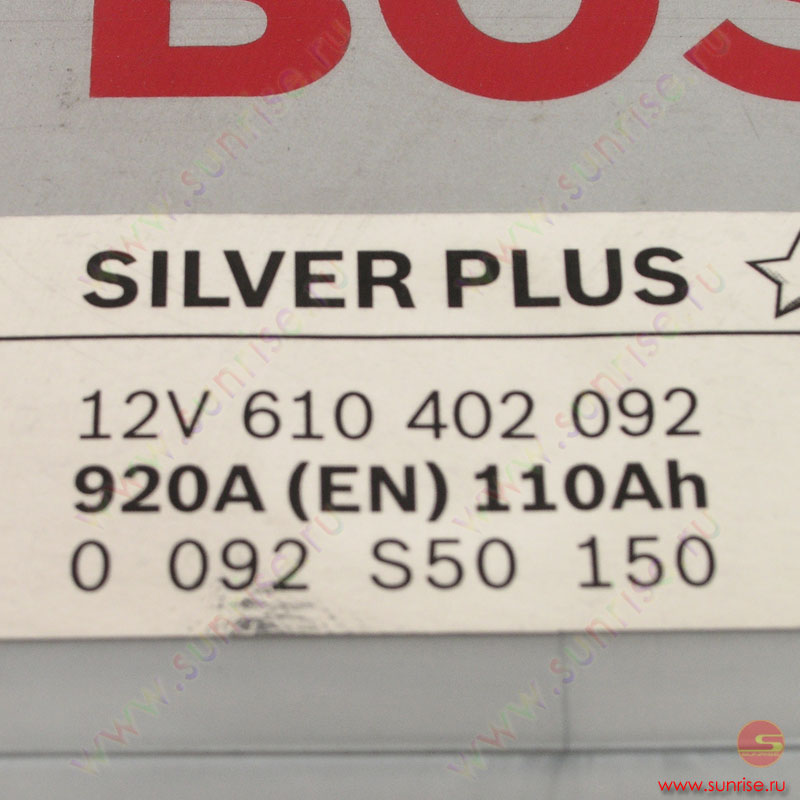 BOS
SILVER PLUS
12V 610 402 092
920A (EN) 110Ah
0 092 S50 150
www.sunrise.ru